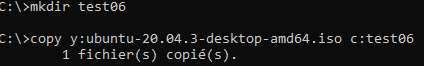 C:\>mkdir test06
C:\>copy y:ubuntu-20.04.3-desktop-amd64.iso c:test06
1 fichier(s) copié(s).